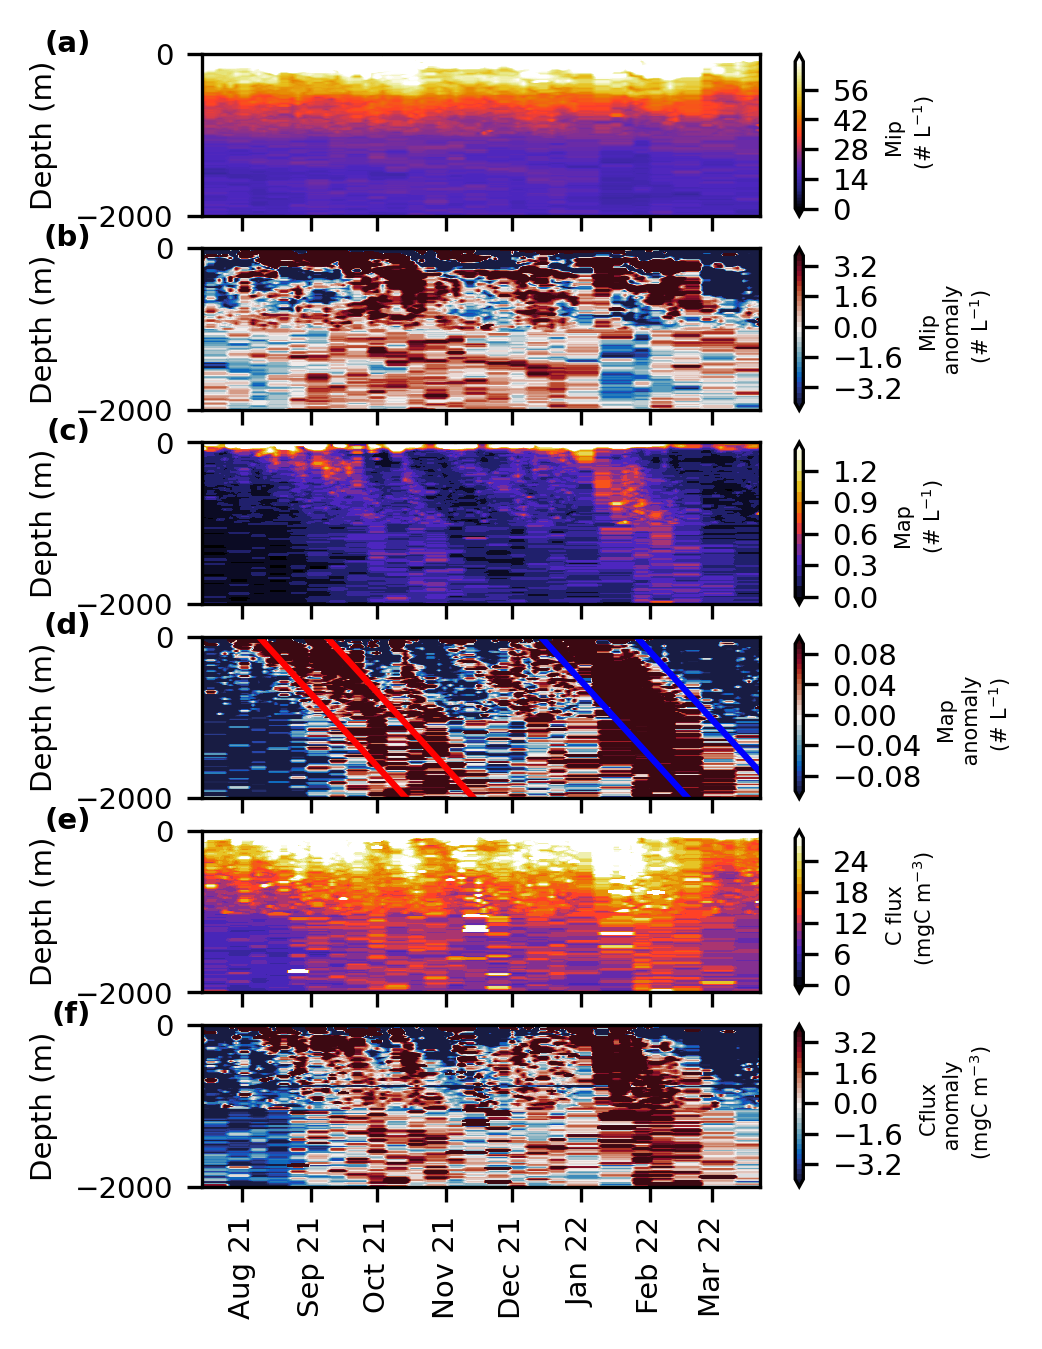 (a)
0
Depth (m)
−2000
56
42
28
14
0
Mip
(# L⁻¹)
(b)
0
Depth (m)
−2000
3.2
1.6
0.0
−1.6
−3.2
Mip
anomaly
(# L⁻¹)
(c)
0
Depth (m)
−2000
1.2
0.9
0.6
0.3
0.0
Map
(# L⁻¹)
(d)
0
Depth (m)
−2000
0.08
0.04
0.00
−0.04
−0.08
Map
anomaly
(# L⁻¹)
(e)
0
Depth (m)
−2000
24
18
12
6
0
C flux
(mgC m⁻³)
(f)
0
Depth (m)
−2000
3.2
1.6
0.0
−1.6
−3.2
Cflux
anomaly
(mgC m⁻³)
Aug 21
Sep 21
Oct 21
Nov 21
Dec 21
Jan 22
Feb 22
Mar 22